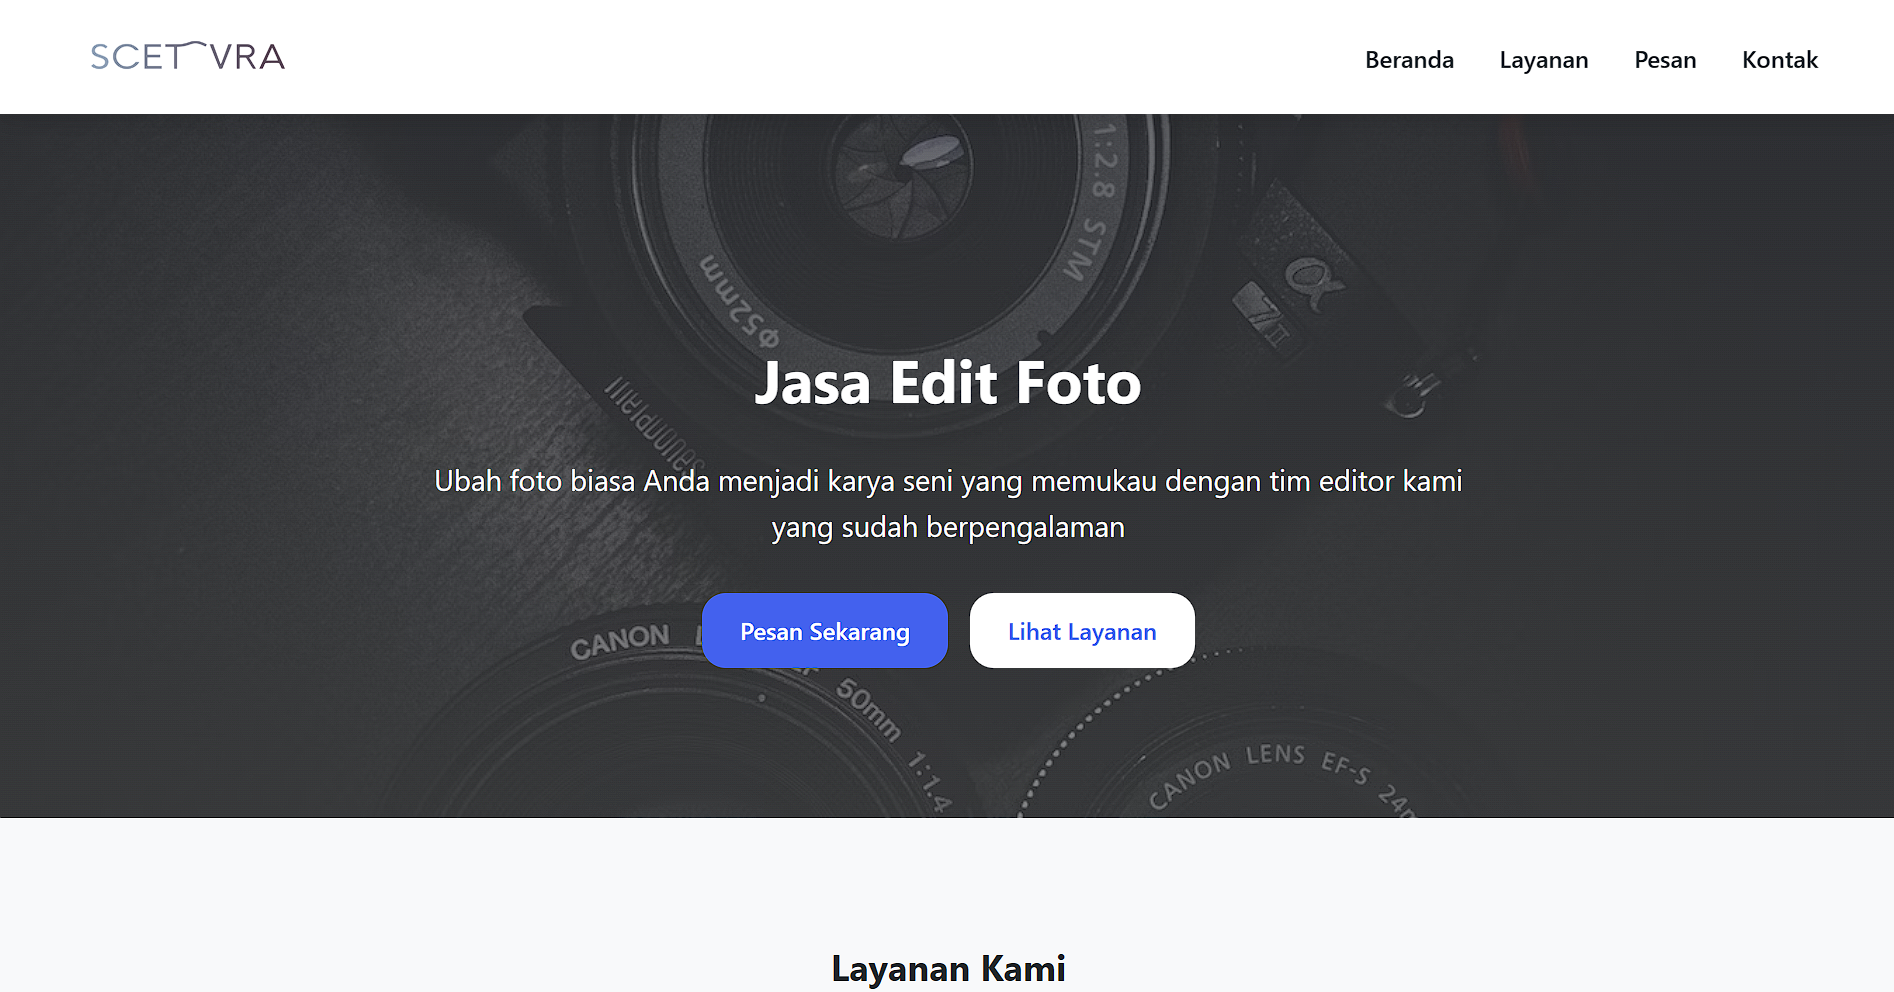 SCET VRA
Beranda
Layanan
Pesan
Kontak
1:2.8 STM
φ52mm
α
7II
Jasa Edit Foto
Ubah foto biasa Anda menjadi karya seni yang memukau dengan tim editor kami
yang sudah berpengalaman
Pesan Sekarang
Lihat Layanan
CANON
50mm 1:1.4
CANON LENS EF-S
Layanan Kami